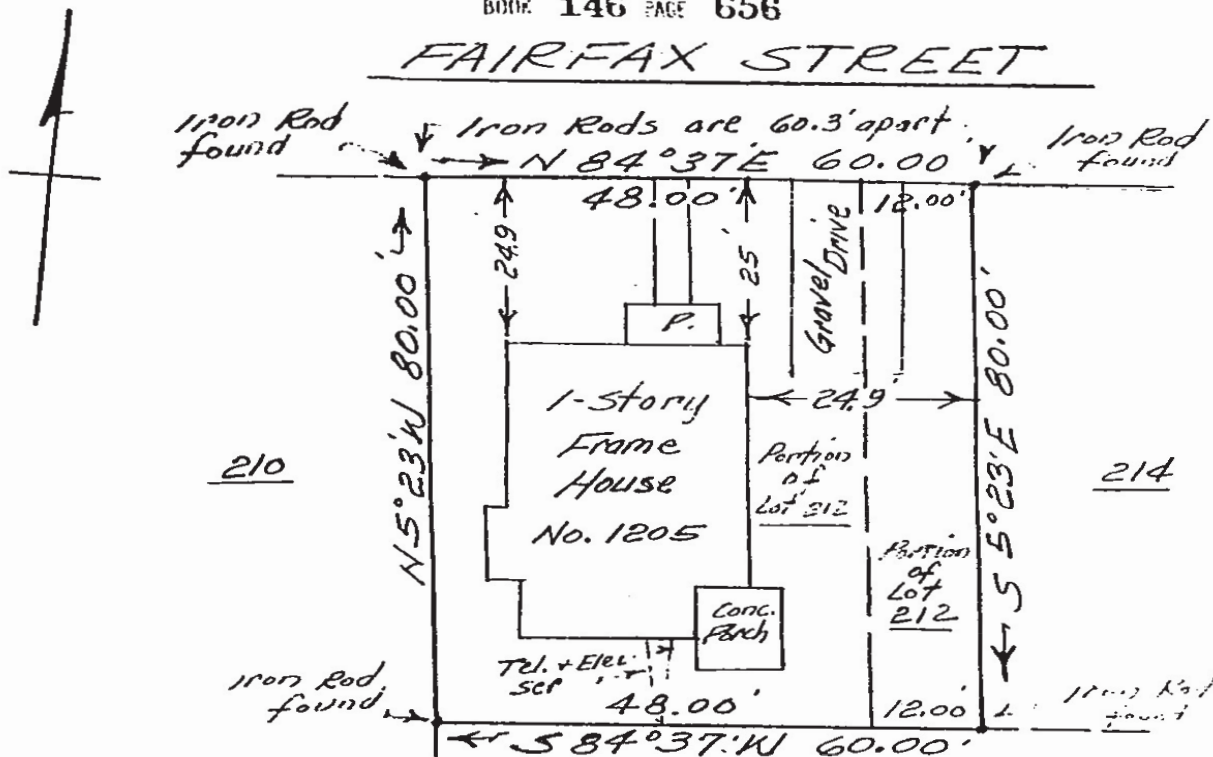 BOOK 146 PAGE 656
FAIRFAX STREET
Iron Rod found
Iron Rods are 60.3' apart
Iron Rod found
N 84°37'E 60.00'
48.00'
12.00'
24.9
25'
Gravel Drive
N 5°23'W 80.00'
S 5°23'E 80.00'
P.
24.9'
1-Story
Frame
House
No. 1205
Portion
of
Lot 212
210
214
Portion
of
Lot
212
Conc.
Porch
Tel. + Elec.
ser
Iron Rod
found
48.00'
12.00'
Iron Rod
found
S 84°37'W 60.00'